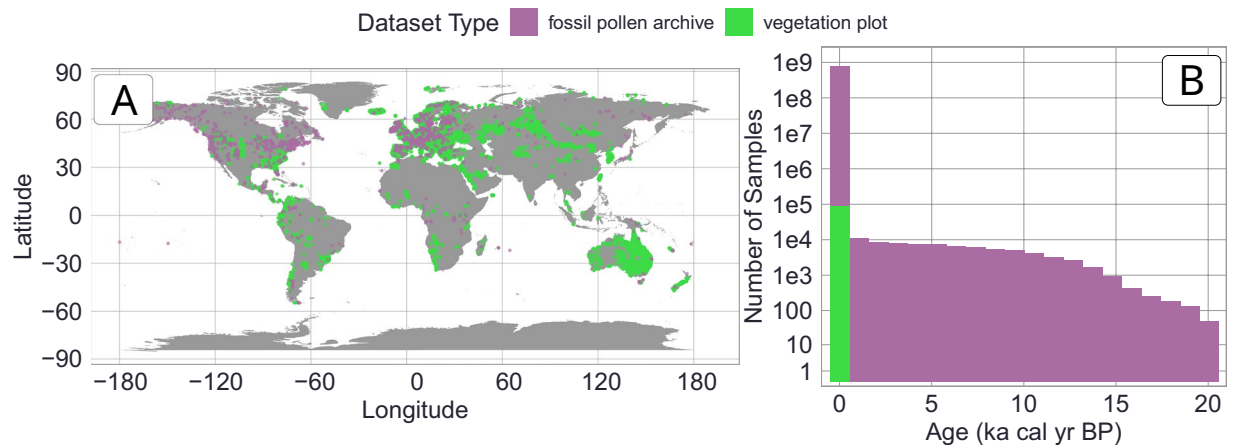 Dataset Type fossil pollen archive vegetation plot
A
90
60
30
0
−30
−60
−90
Latitude
−180 −120 −60 0 60 120 180
Longitude
B
1e9
1e8
1e7
1e6
1e5
1e4
1e3
100
10
1
Number of Samples
0 5 10 15 20
Age (ka cal yr BP)